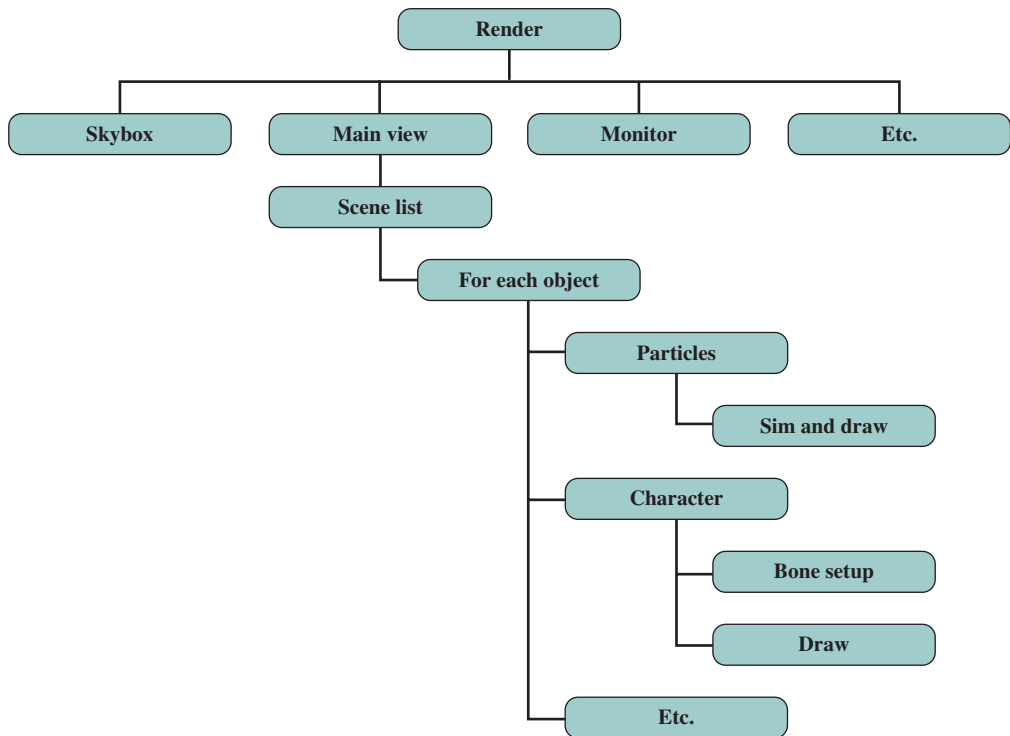 Render
Skybox
Main view
Monitor
Etc.
Scene list
For each object
Particles
Sim and draw
Character
Bone setup
Draw
Etc.